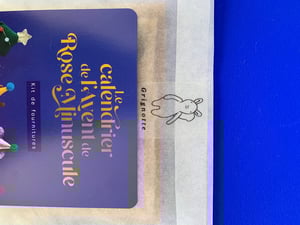 Le
calendrier
de l'Avent de
Rose Minuscule
Kit de fournitures
Grignotte